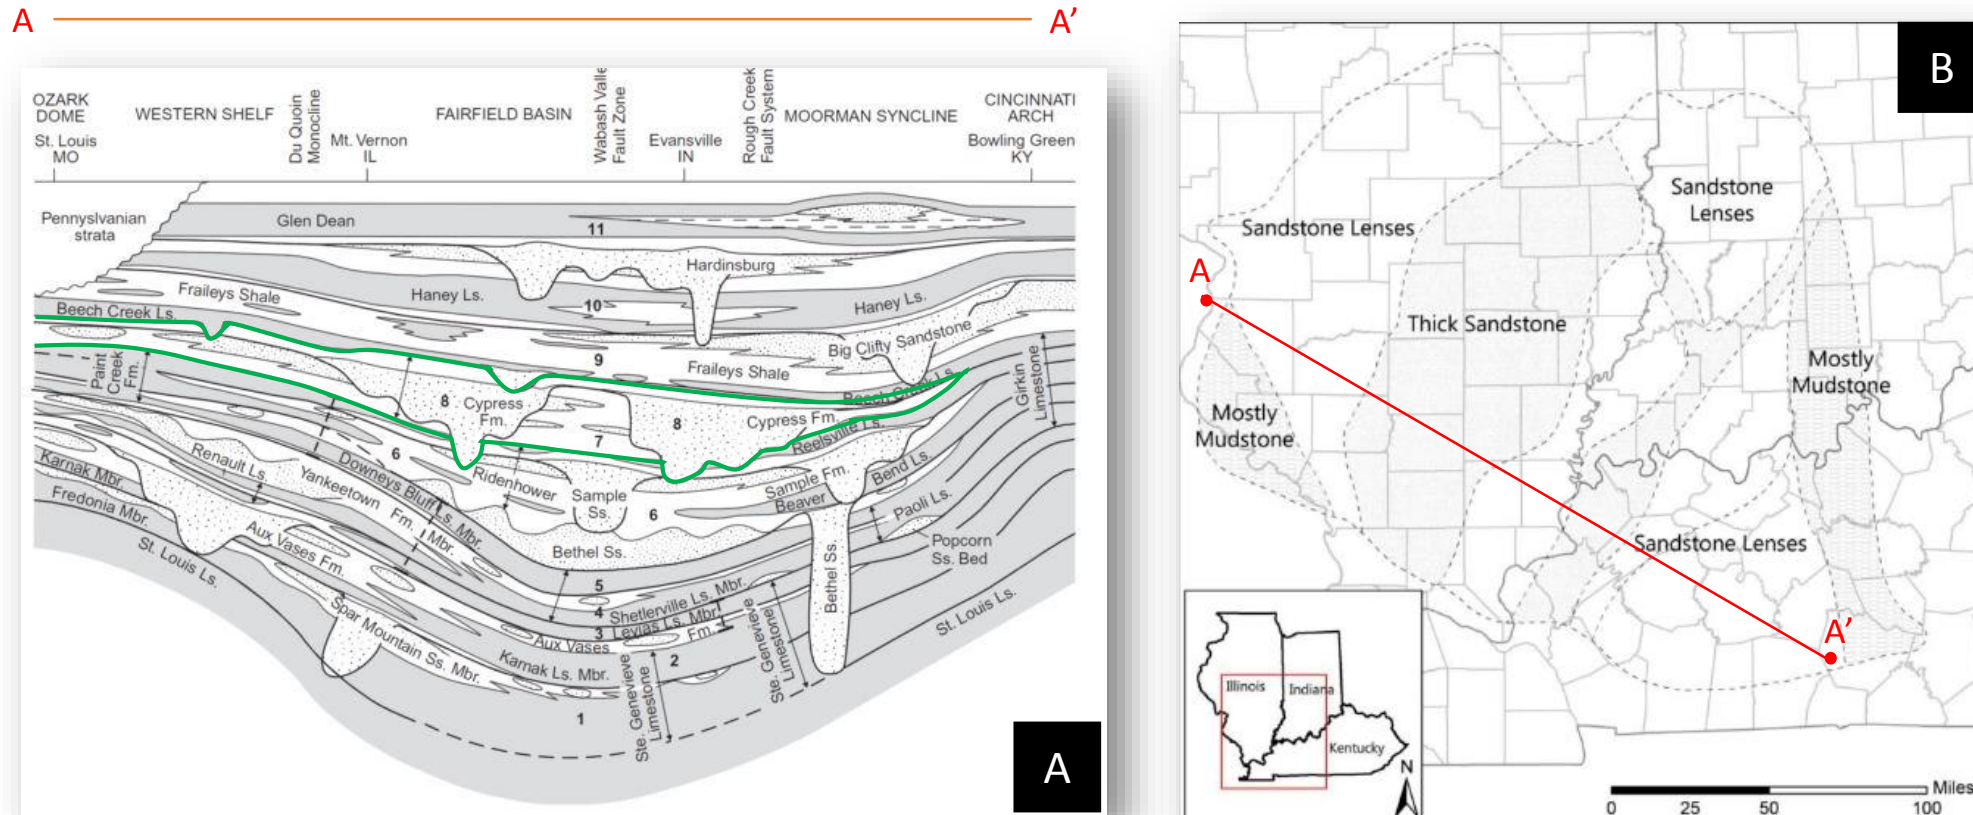 A
A’
OZARK
DOME
WESTERN SHELF
Du Quoin
Monocline
FAIRFIELD BASIN
Wabash Valle
Fault Zone
Rough Creek
Fault System
MOORMAN SYNCLINE
CINCINNATI
ARCH
St. Louis
MO
Mt. Vernon
IL
Evansville
IN
Bowling Green
KY
Pennyslvanian
strata
Glen Dean
11
Hardinsburg
Fraileys Shale
Haney Ls.
10
Haney Ls.
Beech Creek Ls.
9
Fraileys Shale
Big Clifty Sandstone
Paint
Creek
Fm.
Beech Creek Ls.
Girkin
Limestone
8
Cypress
Fm.
7
8
Cypress Fm.
Reelsville Ls.
6
Downeys Bluff Ls. Mbr.
Ridenhower
Sample
Ss.
6
Sample Fm.
Beaver
Bend Ls.
Renault Ls.
Yankeetown
Fm.
Mbr.
Karnak Mbr.
Fredonia Mbr.
St. Louis Ls.
Aux Vases Fm.
Bethel Ss.
Paoli Ls.
Popcorn
Ss. Bed
Bethel Ss.
5
4
Shetlerville Ls. Mbr.
3
Levias Ls. Mbr.
Aux Vases
Fm.
2
Spar Mountain Ss. Mbr.
Karnak Ls. Mbr.
Ste. Genevieve
Limestone
Ste. Genevieve
Limestone
St. Louis Ls.
1
A
B
Sandstone
Lenses
Sandstone Lenses
A
Thick Sandstone
Mostly
Mudstone
Mostly
Mudstone
Sandstone Lenses
A’
Illinois
Indiana
Kentucky
N
Miles
0
25
50
100